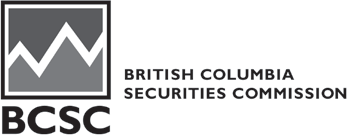 BCSC
BRITISH COLUMBIA
SECURITIES COMMISSION